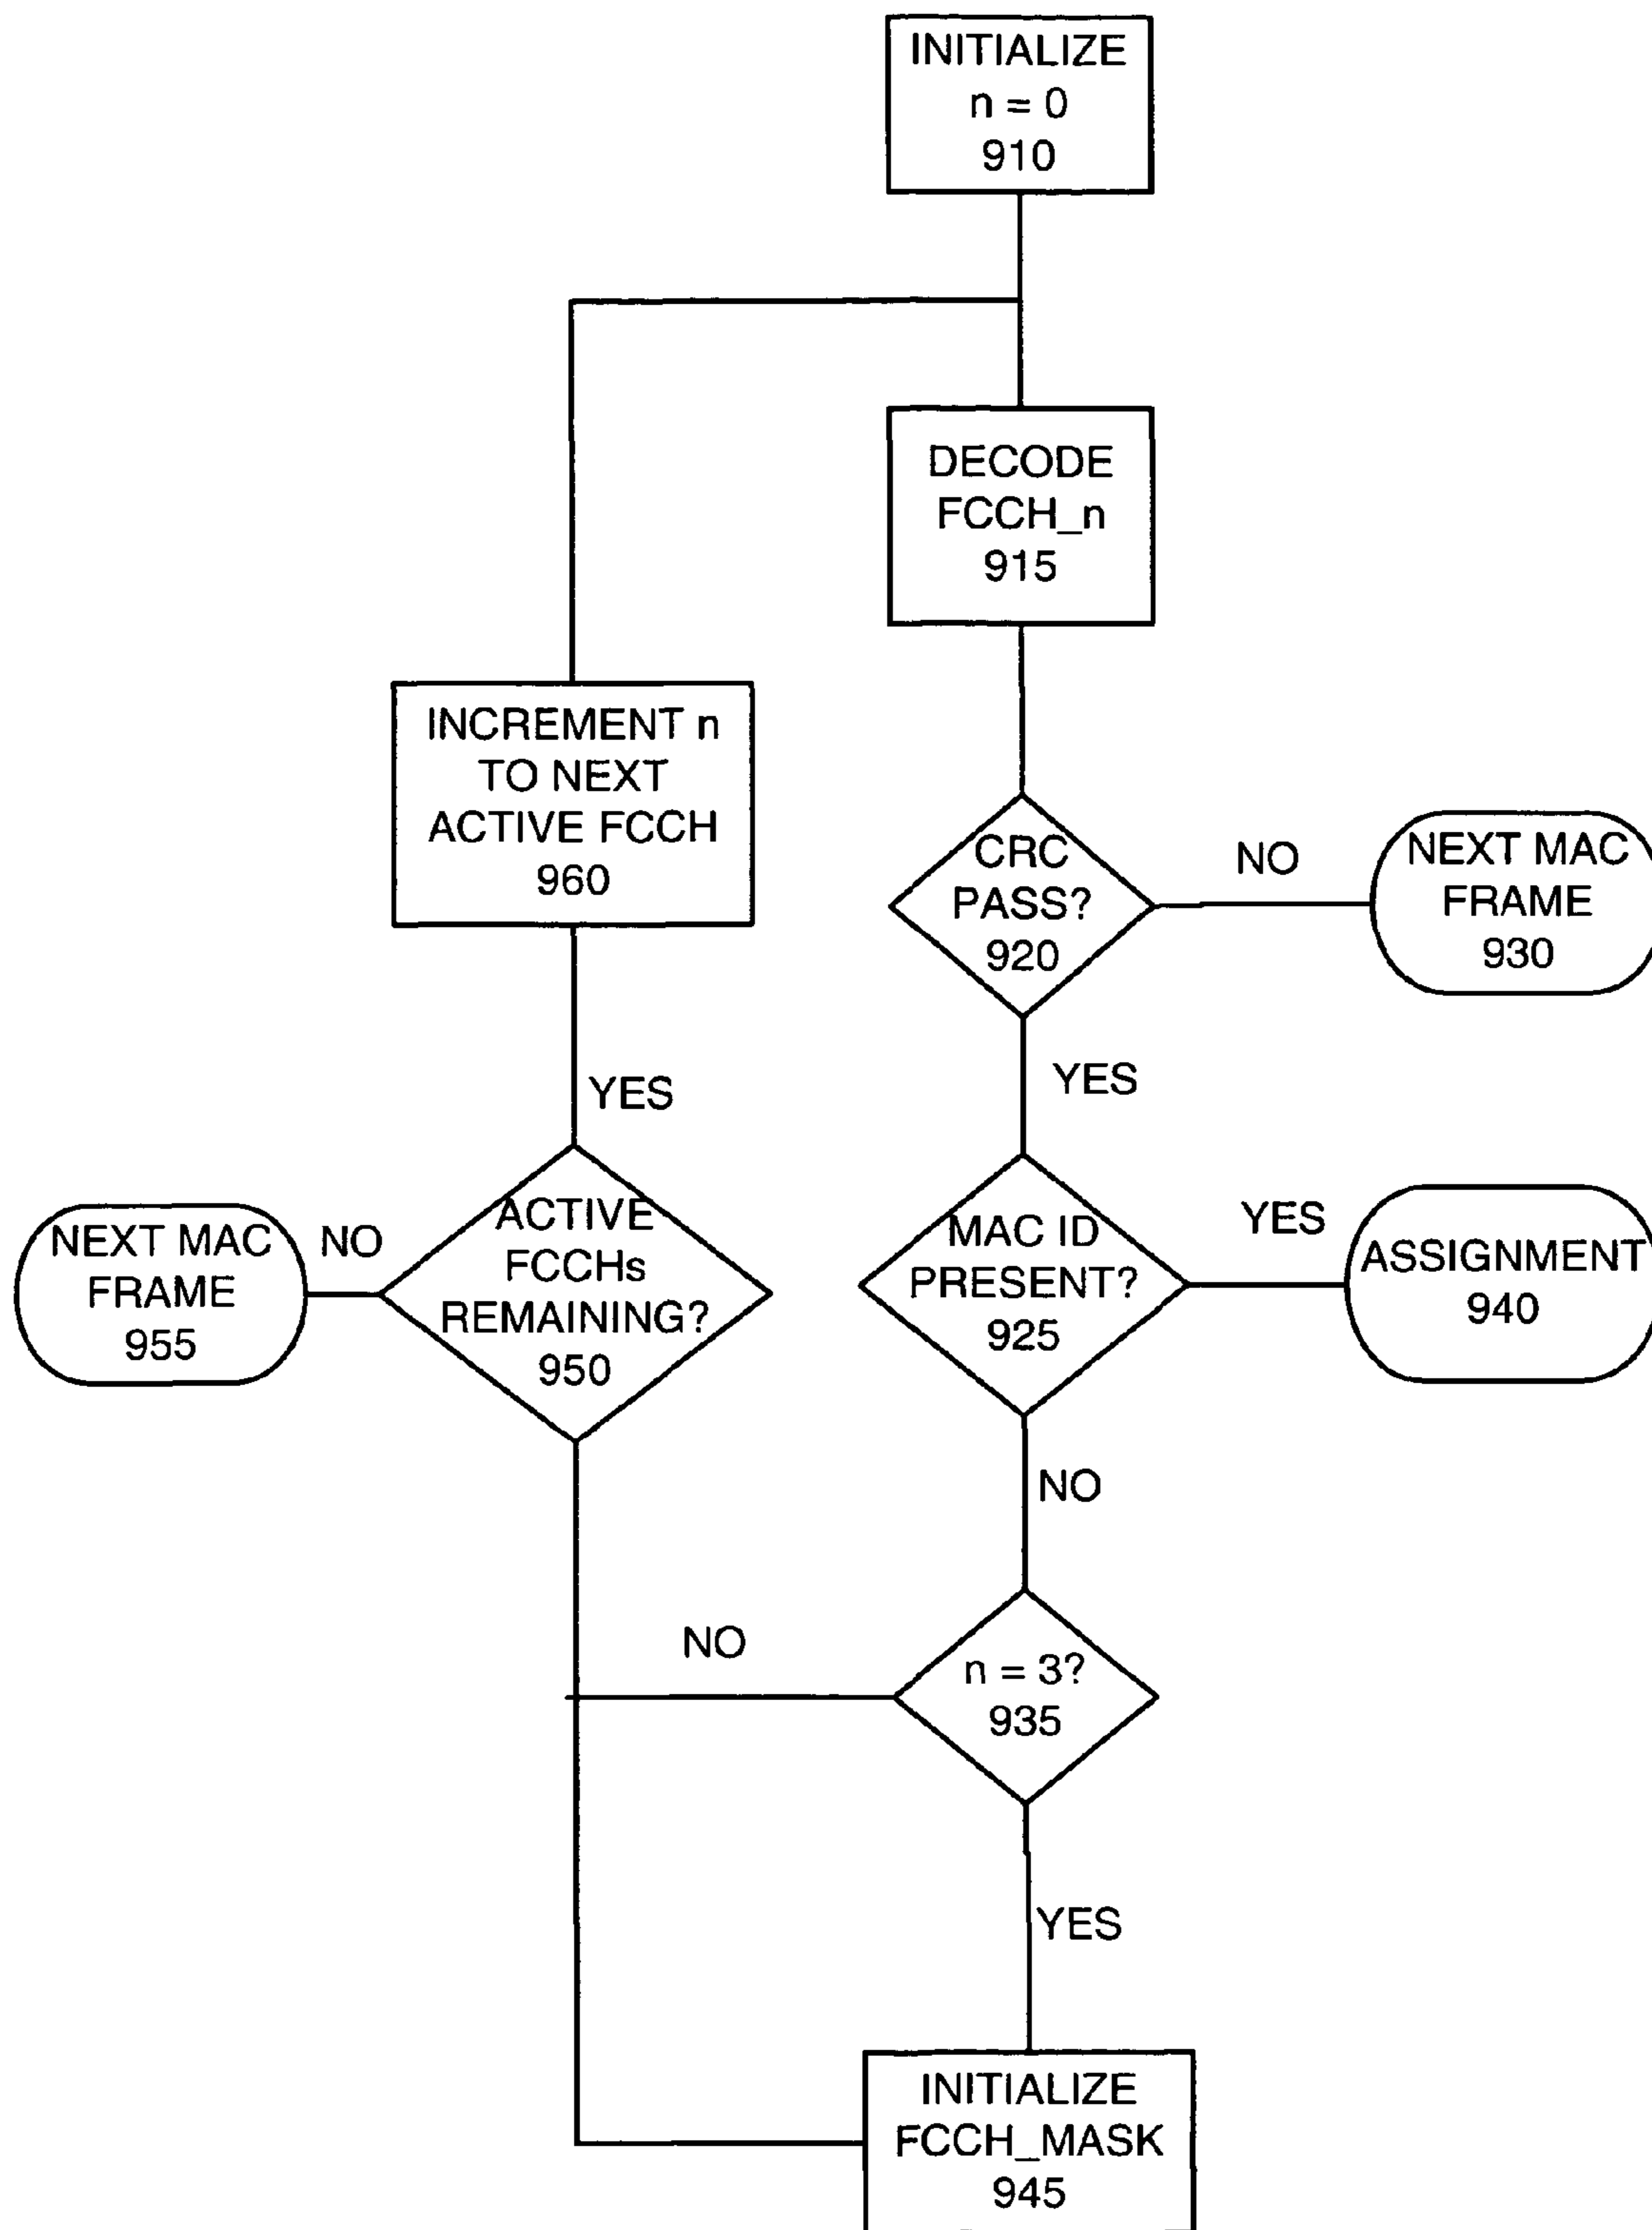 INITIALIZE
n = 0
910
DECODE
FCCH_n
915
INCREMENT n
TO NEXT
ACTIVE FCCH
960
CRC
PASS?
920
NO
NEXT MAC
FRAME
930
YES
YES
NEXT MAC
FRAME
955
NO
ACTIVE
FCCHs
REMAINING?
950
MAC ID
PRESENT?
925
YES
ASSIGNMENT
940
NO
NO
n = 3?
935
YES
INITIALIZE
FCCH_MASK
945